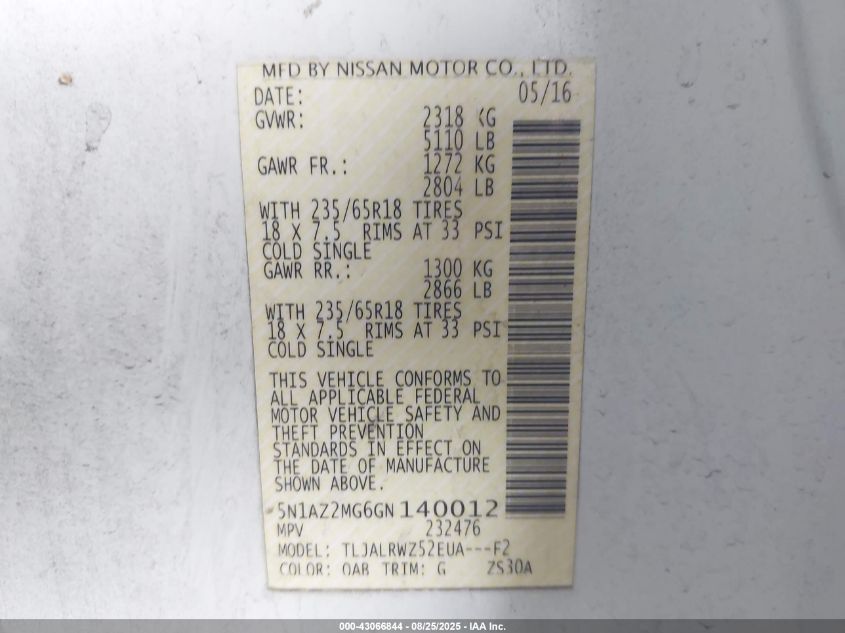 MFD BY NISSAN MOTOR CO., LTD.
DATE: 05/16
GVWR: 2318 KG
5110 LB
GAWR FR.: 1272 KG
2804 LB
WITH 235/65R18 TIRES
18 X 7.5 RIMS AT 33 PSI
COLD SINGLE
GAWR RR.: 1300 KG
2866 LB
WITH 235/65R18 TIRES
18 X 7.5 RIMS AT 33 PSI
COLD SINGLE
THIS VEHICLE CONFORMS TO
ALL APPLICABLE FEDERAL
MOTOR VEHICLE SAFETY AND
THEFT PREVENTION
STANDARDS IN EFFECT ON
THE DATE OF MANUFACTURE
SHOWN ABOVE.
5N1AZ2MG6GN140012
MPV 232476
MODEL: TLJALRWZ52EUA---F2
COLOR: QAB TRIM: G ZS30A
000-43066844 - 08/25/2025 - IAA Inc.